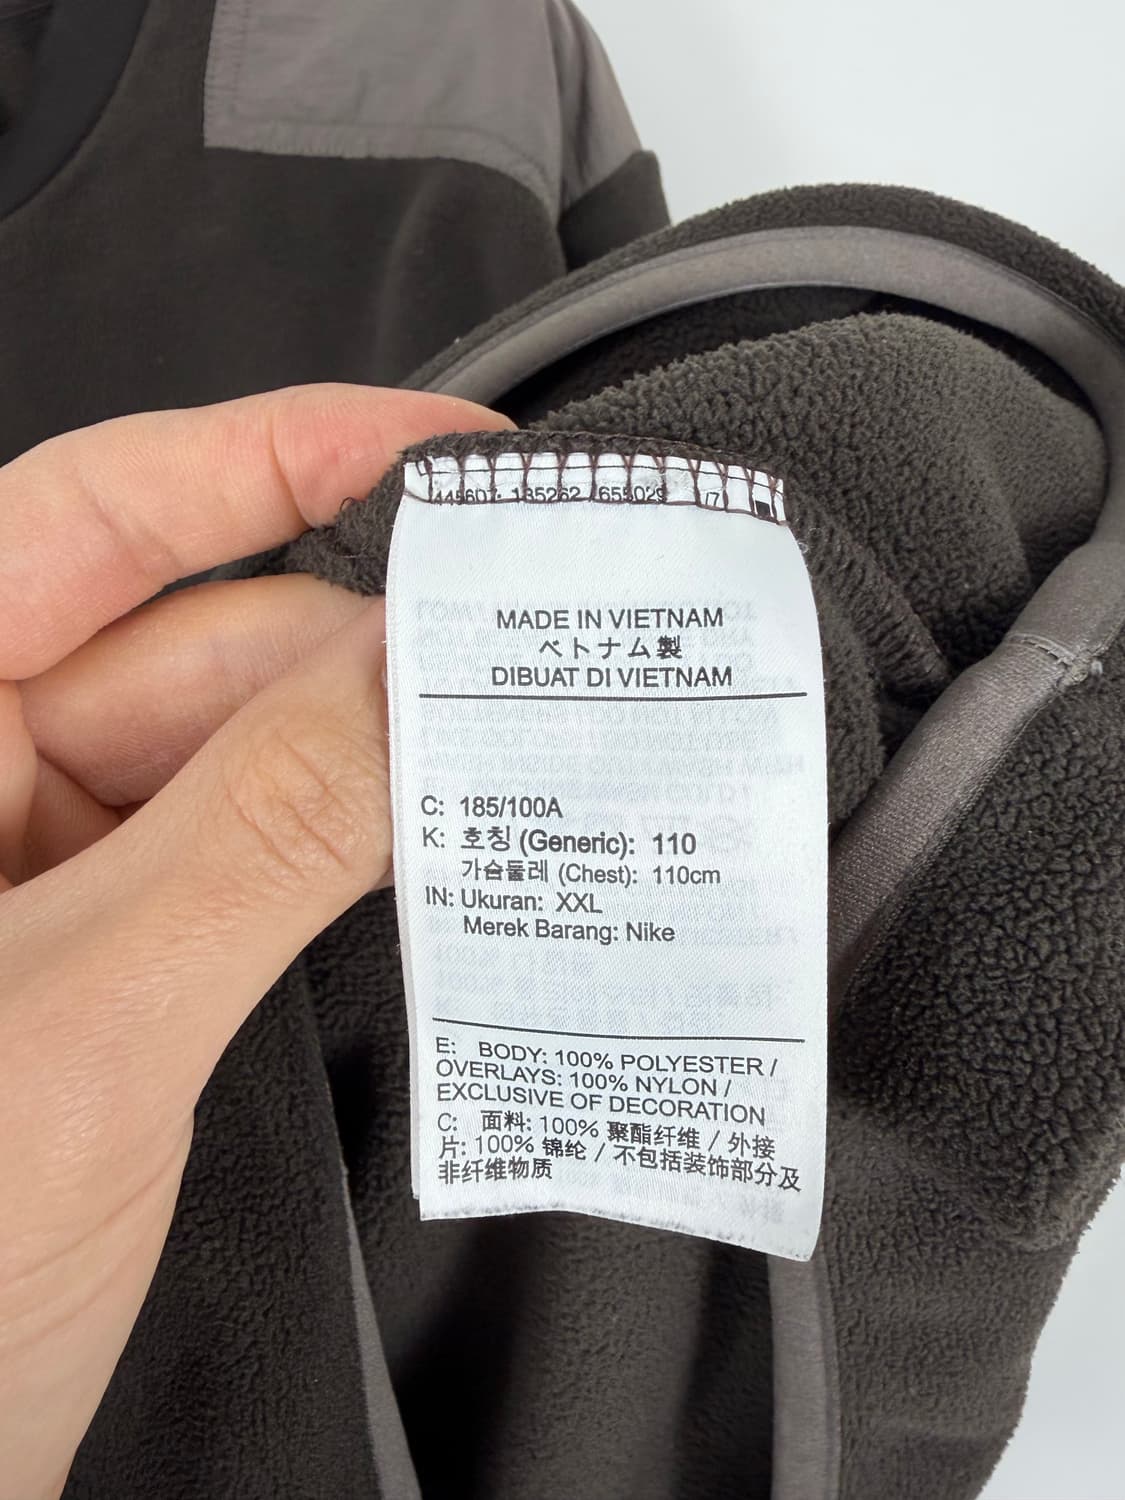 MADE IN VIETNAM
ベトナム製
DIBUAT DI VIETNAM
C: 185/100A
K: 호칭 (Generic): 110
가슴둘레 (Chest): 110cm
IN: Ukuran: XXL
Merek Barang: Nike
E: BODY: 100% POLYESTER /
OVERLAYS: 100% NYLON /
EXCLUSIVE OF DECORATION
C: 面料: 100% 聚酯纤维 / 外接
片: 100% 锦纶 / 不包括装饰部分及
非纤维物质